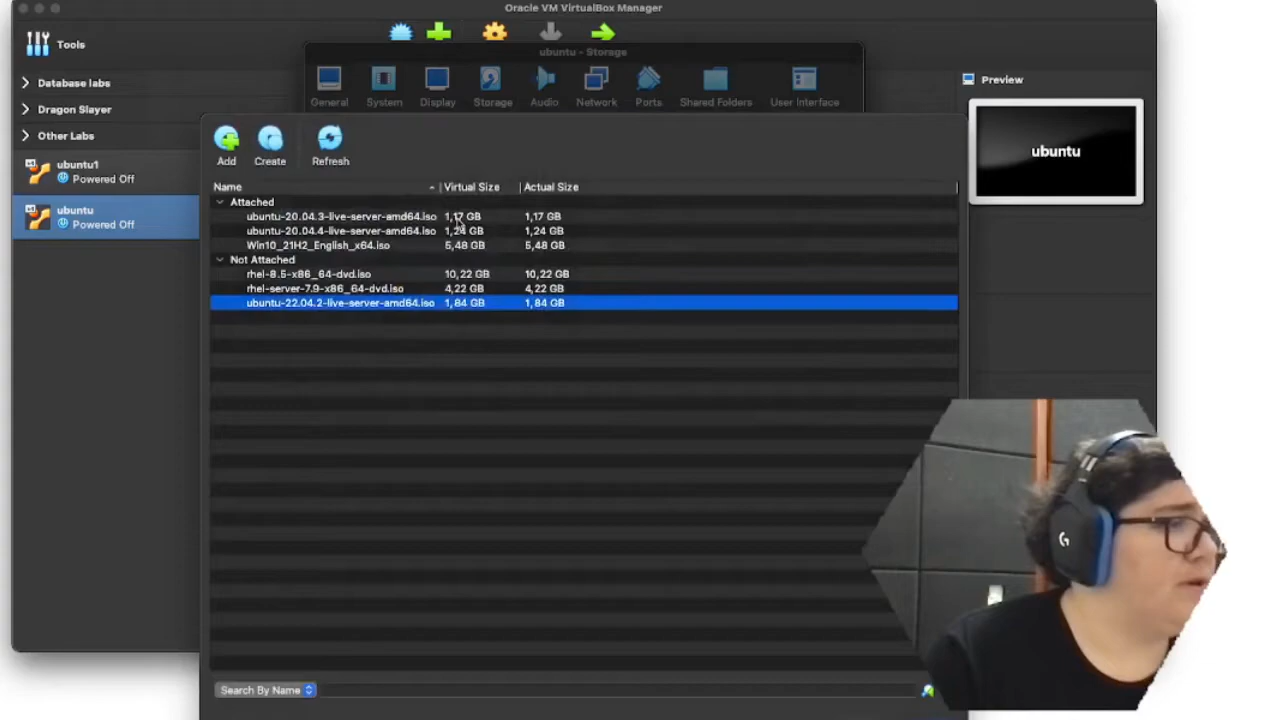 Oracle VM VirtualBox Manager
Tools
Database labs
Dragon Slayer
Other Labs
ubuntu1
Powered Off
ubuntu
Powered Off
ubuntu - Storage
General System Display Storage Audio Network Ports Shared Folders User Interface
Preview
ubuntu
Add Create Refresh
Name Virtual Size Actual Size
Attached
ubuntu-20.04.3-live-server-amd64.iso 1,17 GB 1,17 GB
ubuntu-20.04.4-live-server-amd64.iso 1,24 GB 1,24 GB
Win10_21H2_English_x64.iso 5,48 GB 5,48 GB
Not Attached
rhel-8.5-x86_64-dvd.iso 10,22 GB 10,22 GB
rhel-server-7.9-x86_64-dvd.iso 4,22 GB 4,22 GB
ubuntu-22.04.2-live-server-amd64.iso 1,84 GB 1,84 GB
Search By Name